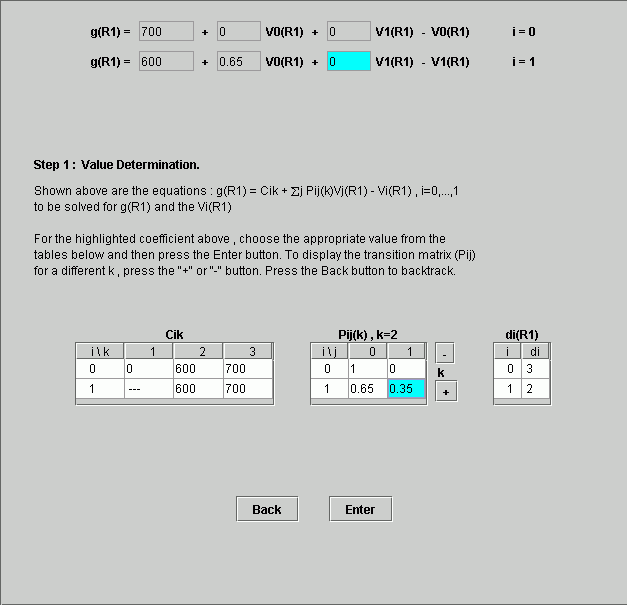 g(R1) = 700 + 0 V0(R1) + 0 V1(R1) - V0(R1) i = 0
g(R1) = 600 + 0.65 V0(R1) + 0 V1(R1) - V1(R1) i = 1
Step 1 : Value Determination.
Shown above are the equations : g(R1) = Cik + Σj Pij(k)Vj(R1) - Vi(R1) , i=0,...,1
to be solved for g(R1) and the Vi(R1)
For the highlighted coefficient above , choose the appropriate value from the
tables below and then press the Enter button. To display the transition matrix (Pij)
for a different k , press the "+" or "-" button. Press the Back button to backtrack.
Cik Pij(k) , k=2 di(R1)
i \ k 1 2 3 i \ j 0 1 - i di
0 0 600 700 0 1 0 k 0 3
1 --- 600 700 1 0.65 0.35 + 1 2
Back Enter